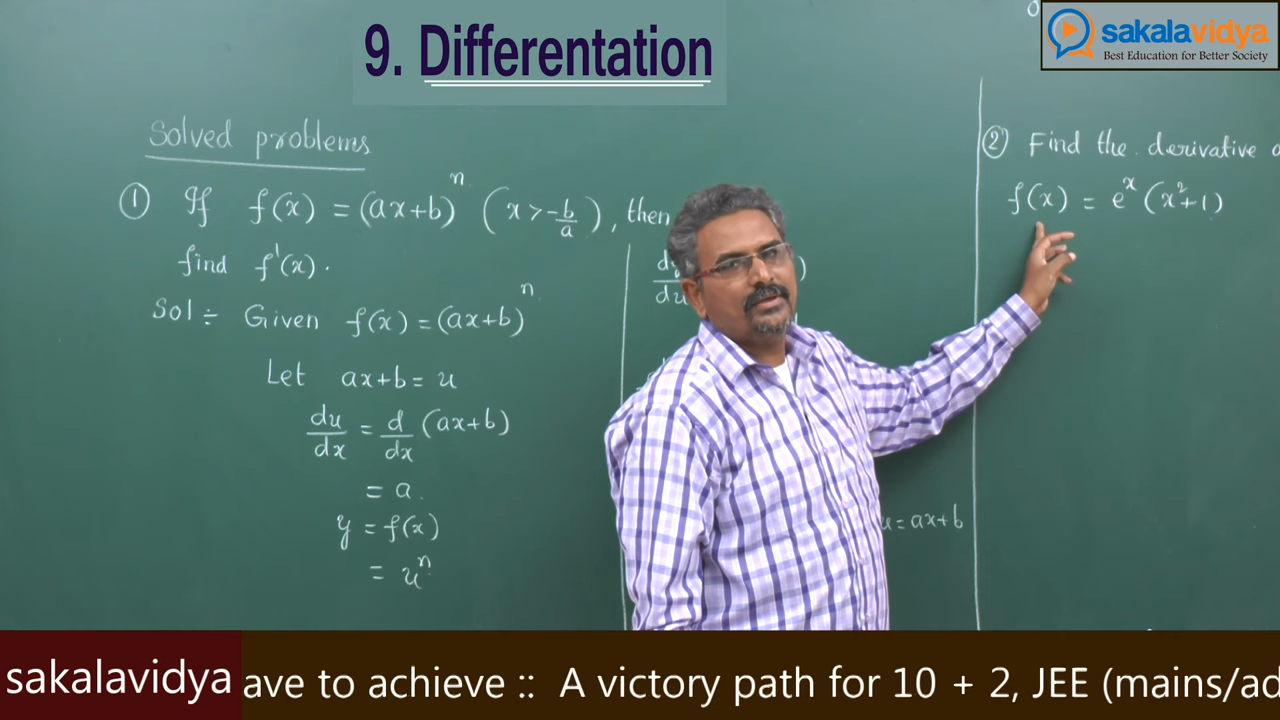 9. Differentation
sakalavidya
Best Education for Better Society
Solved problems
① If f(x) = (ax+b)ⁿ (x > -b/a), then
find f'(x).
Sol ÷ Given f(x) = (ax+b)ⁿ
Let ax+b = u
du/dx = d/dx (ax+b)
= a.
y = f(x)
= uⁿ
u = ax+b
② Find the derivative
f(x) = eˣ (x²+1)
sakalavidya
ave to achieve :: A victory path for 10 + 2, JEE (mains/ad